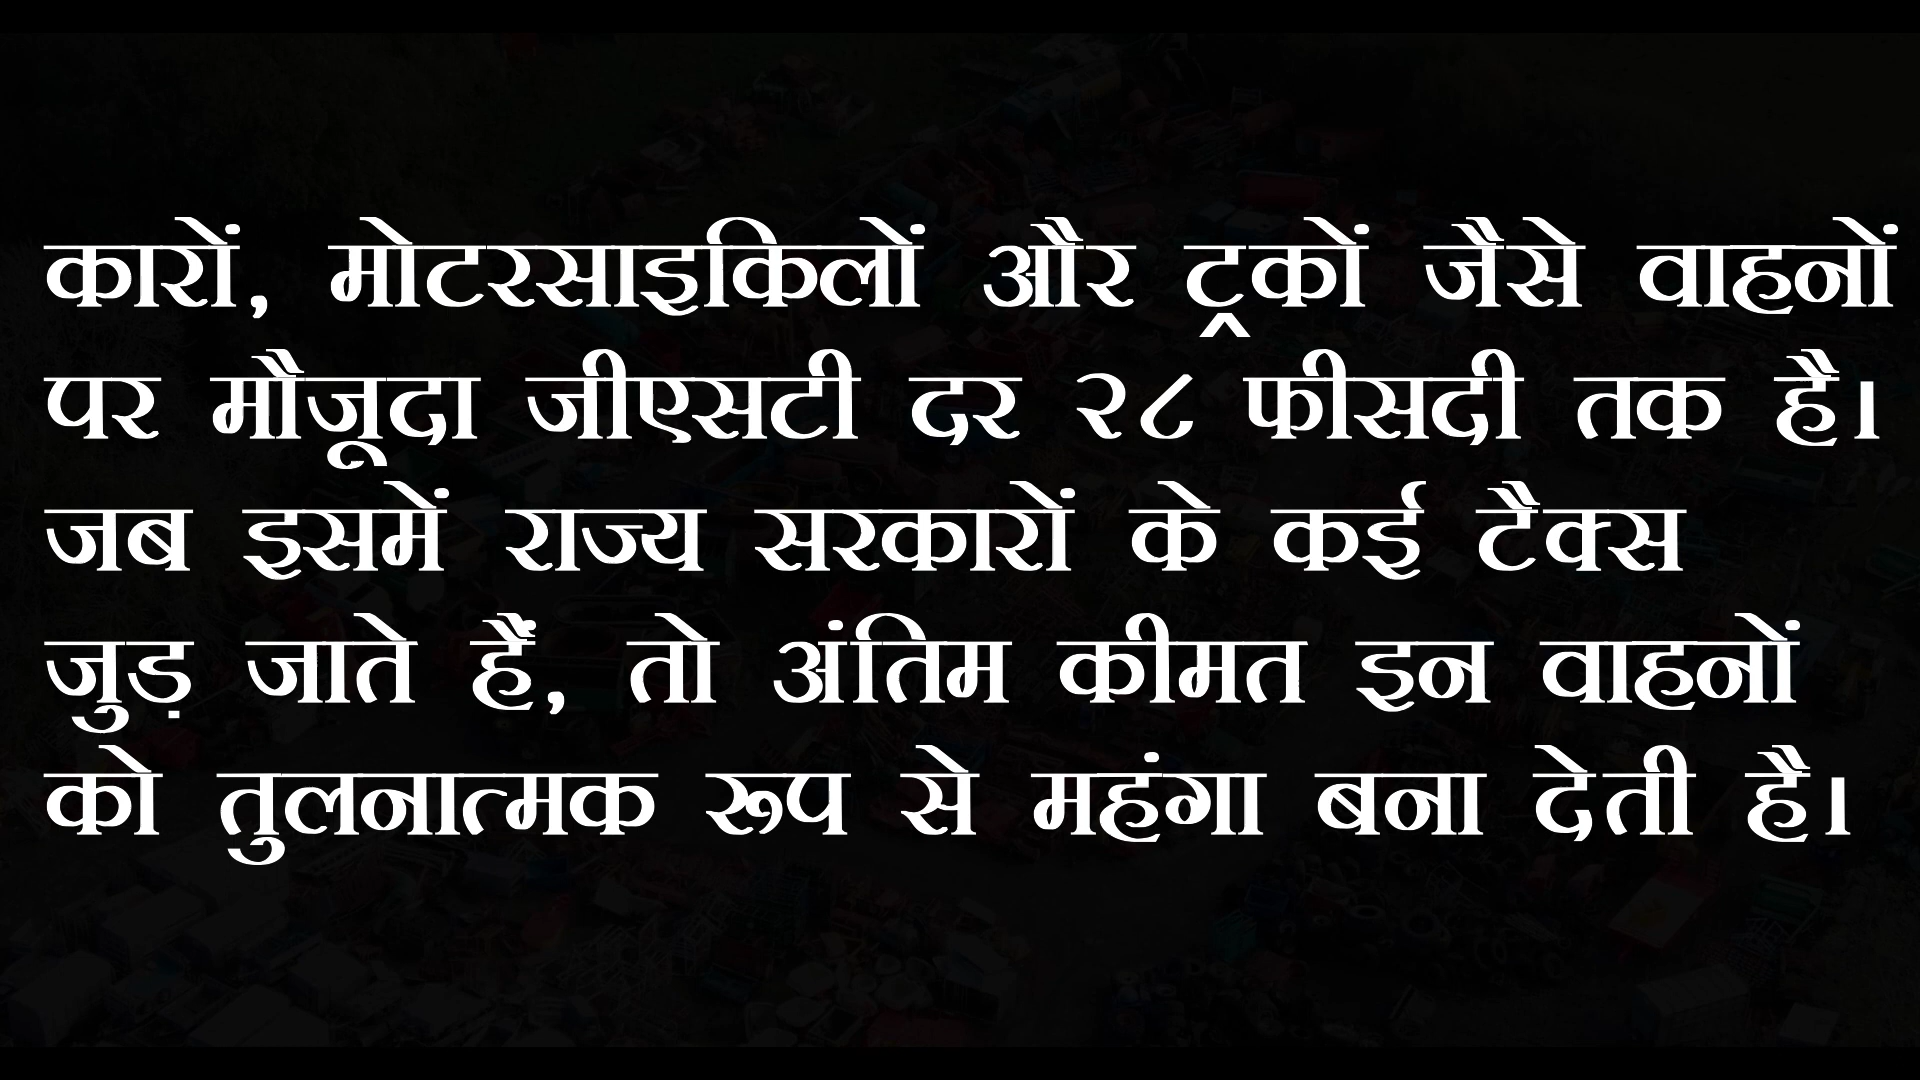 कारों, मोटरसाइकिलों और ट्रकों जैसे वाहनों
पर मौजूदा जीएसटी दर २८ फीसदी तक है।
जब इसमें राज्य सरकारों के कई टैक्स
जुड़ जाते हैं, तो अंतिम कीमत इन वाहनों
को तुलनात्मक रूप से महंगा बना देती है।